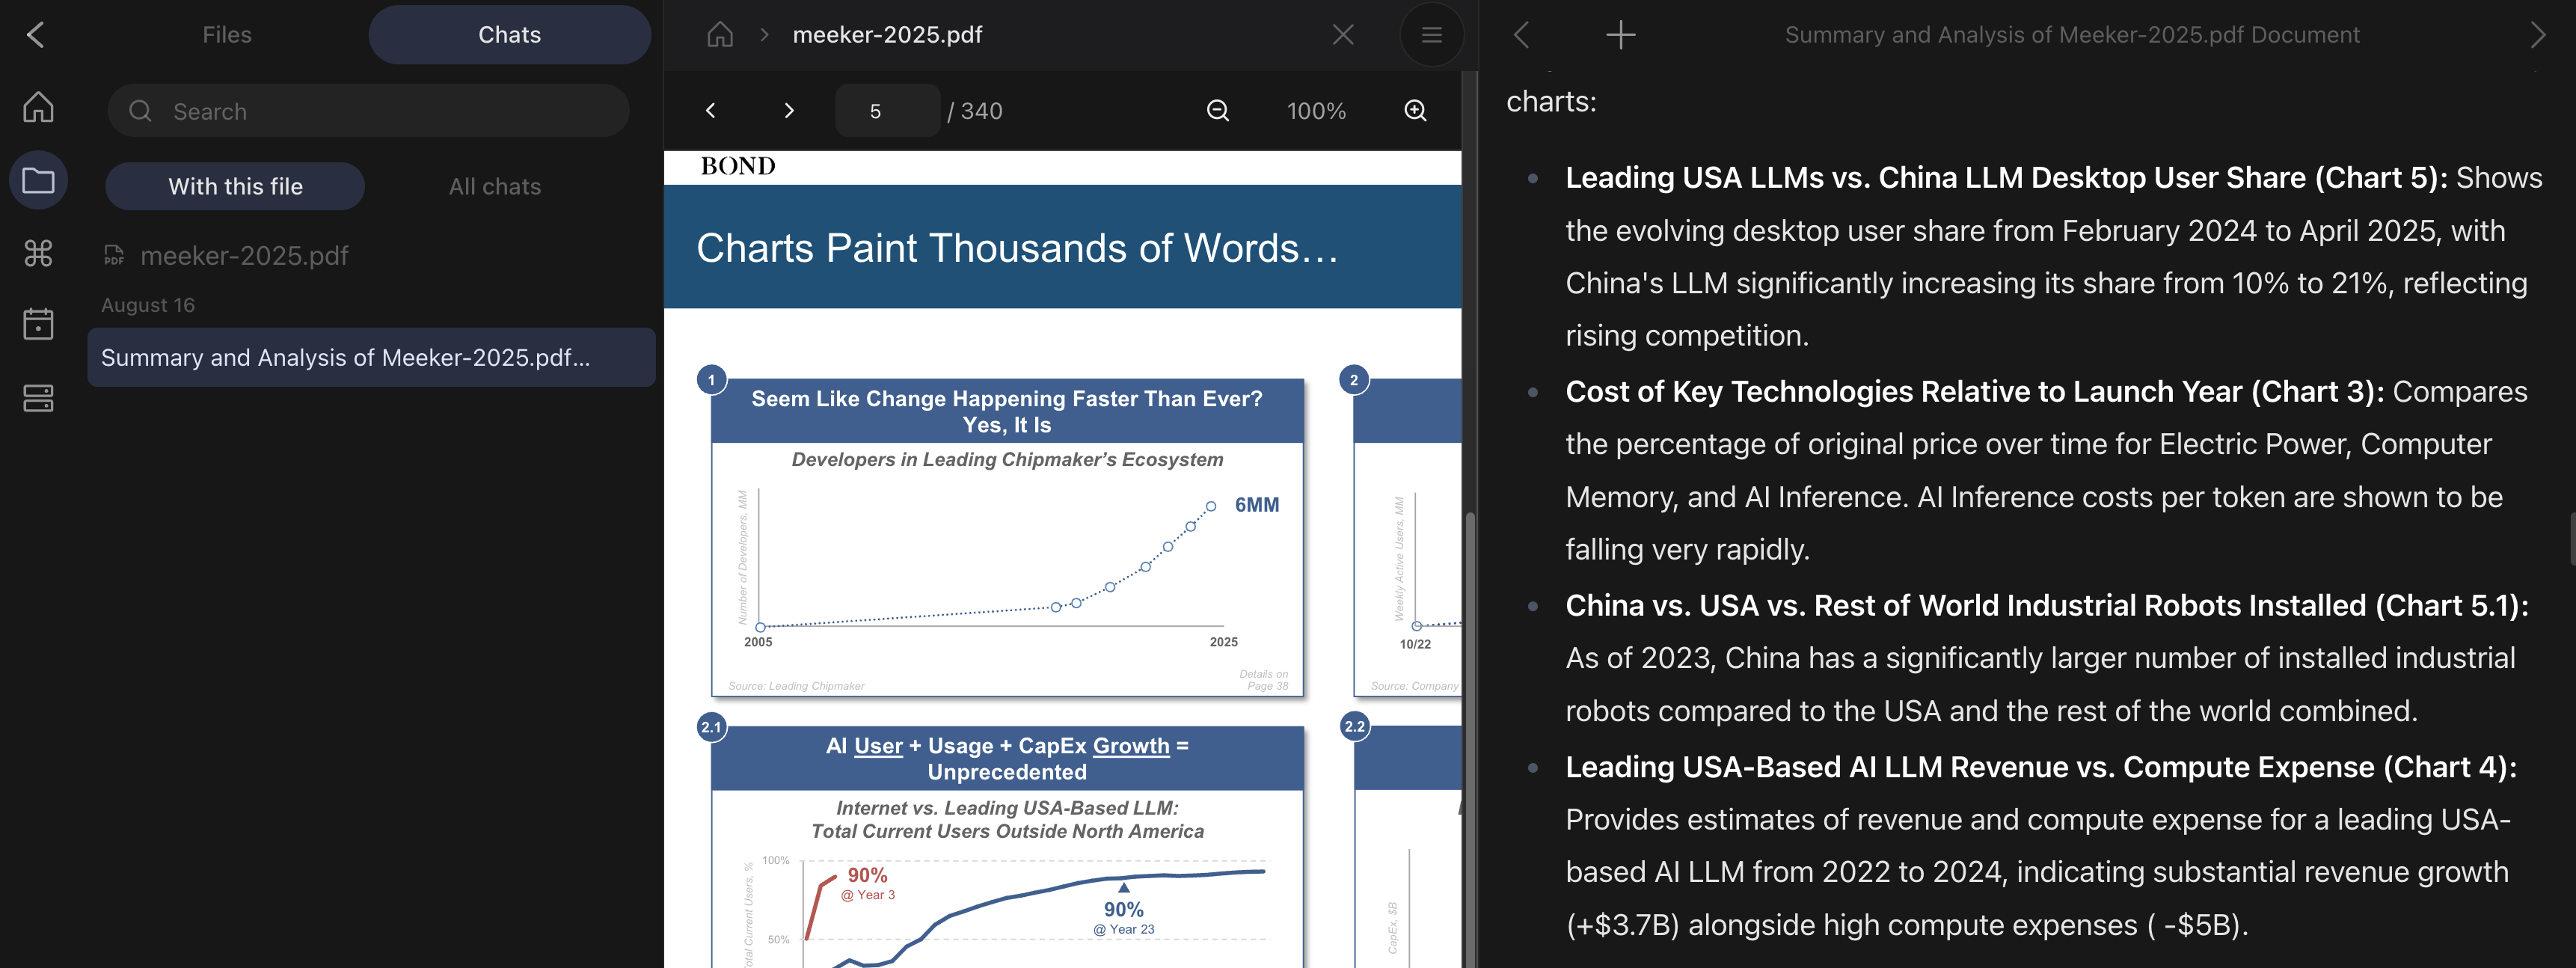 Files
Chats
Search
With this file
All chats
meeker-2025.pdf
August 16
Summary and Analysis of Meeker-2025.pdf...
meeker-2025.pdf
5 / 340
100%
BOND
Charts Paint Thousands of Words…
1
Seem Like Change Happening Faster Than Ever?
Yes, It Is
Developers in Leading Chipmaker’s Ecosystem
Number of Developers, MM
6MM
2005
2025
Source: Leading Chipmaker
Details on
Page 38
2
Weekly Active Users, MM
10/22
Source: Company
2.1
AI User + Usage + CapEx Growth =
Unprecedented
Internet vs. Leading USA-Based LLM:
Total Current Users Outside North America
Total Current Users, %
100%
50%
90%
@ Year 3
90%
@ Year 23
2.2
CapEx, $B
Summary and Analysis of Meeker-2025.pdf Document
charts:
Leading USA LLMs vs. China LLM Desktop User Share (Chart 5): Shows
the evolving desktop user share from February 2024 to April 2025, with
China's LLM significantly increasing its share from 10% to 21%, reflecting
rising competition.
Cost of Key Technologies Relative to Launch Year (Chart 3): Compares
the percentage of original price over time for Electric Power, Computer
Memory, and AI Inference. AI Inference costs per token are shown to be
falling very rapidly.
China vs. USA vs. Rest of World Industrial Robots Installed (Chart 5.1):
As of 2023, China has a significantly larger number of installed industrial
robots compared to the USA and the rest of the world combined.
Leading USA-Based AI LLM Revenue vs. Compute Expense (Chart 4):
Provides estimates of revenue and compute expense for a leading USA-
based AI LLM from 2022 to 2024, indicating substantial revenue growth
(+$3.7B) alongside high compute expenses ( -$5B).